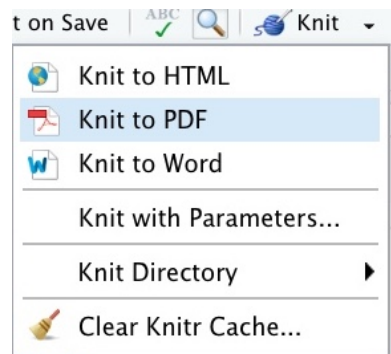 t on Save ABC Knit
Knit to HTML
Knit to PDF
W Knit to Word
Knit with Parameters...
Knit Directory
Clear Knitr Cache...